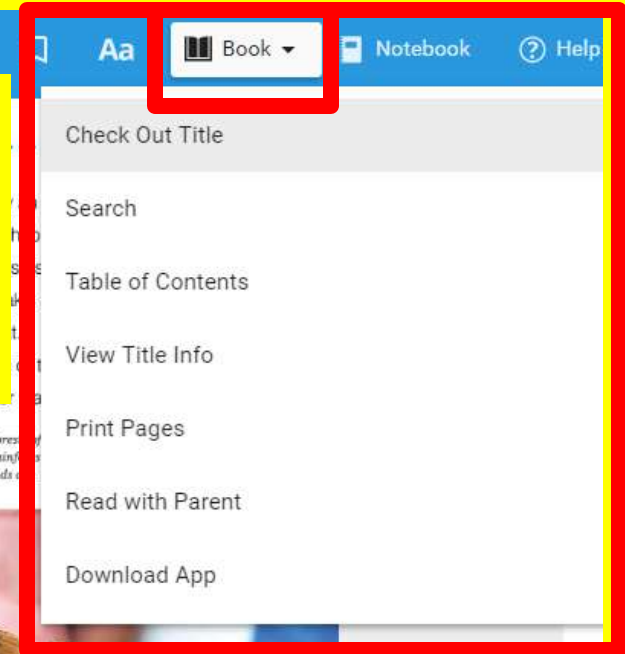 Aa Book Notebook Help
Check Out Title
Search
Table of Contents
View Title Info
Print Pages
Read with Parent
Download App